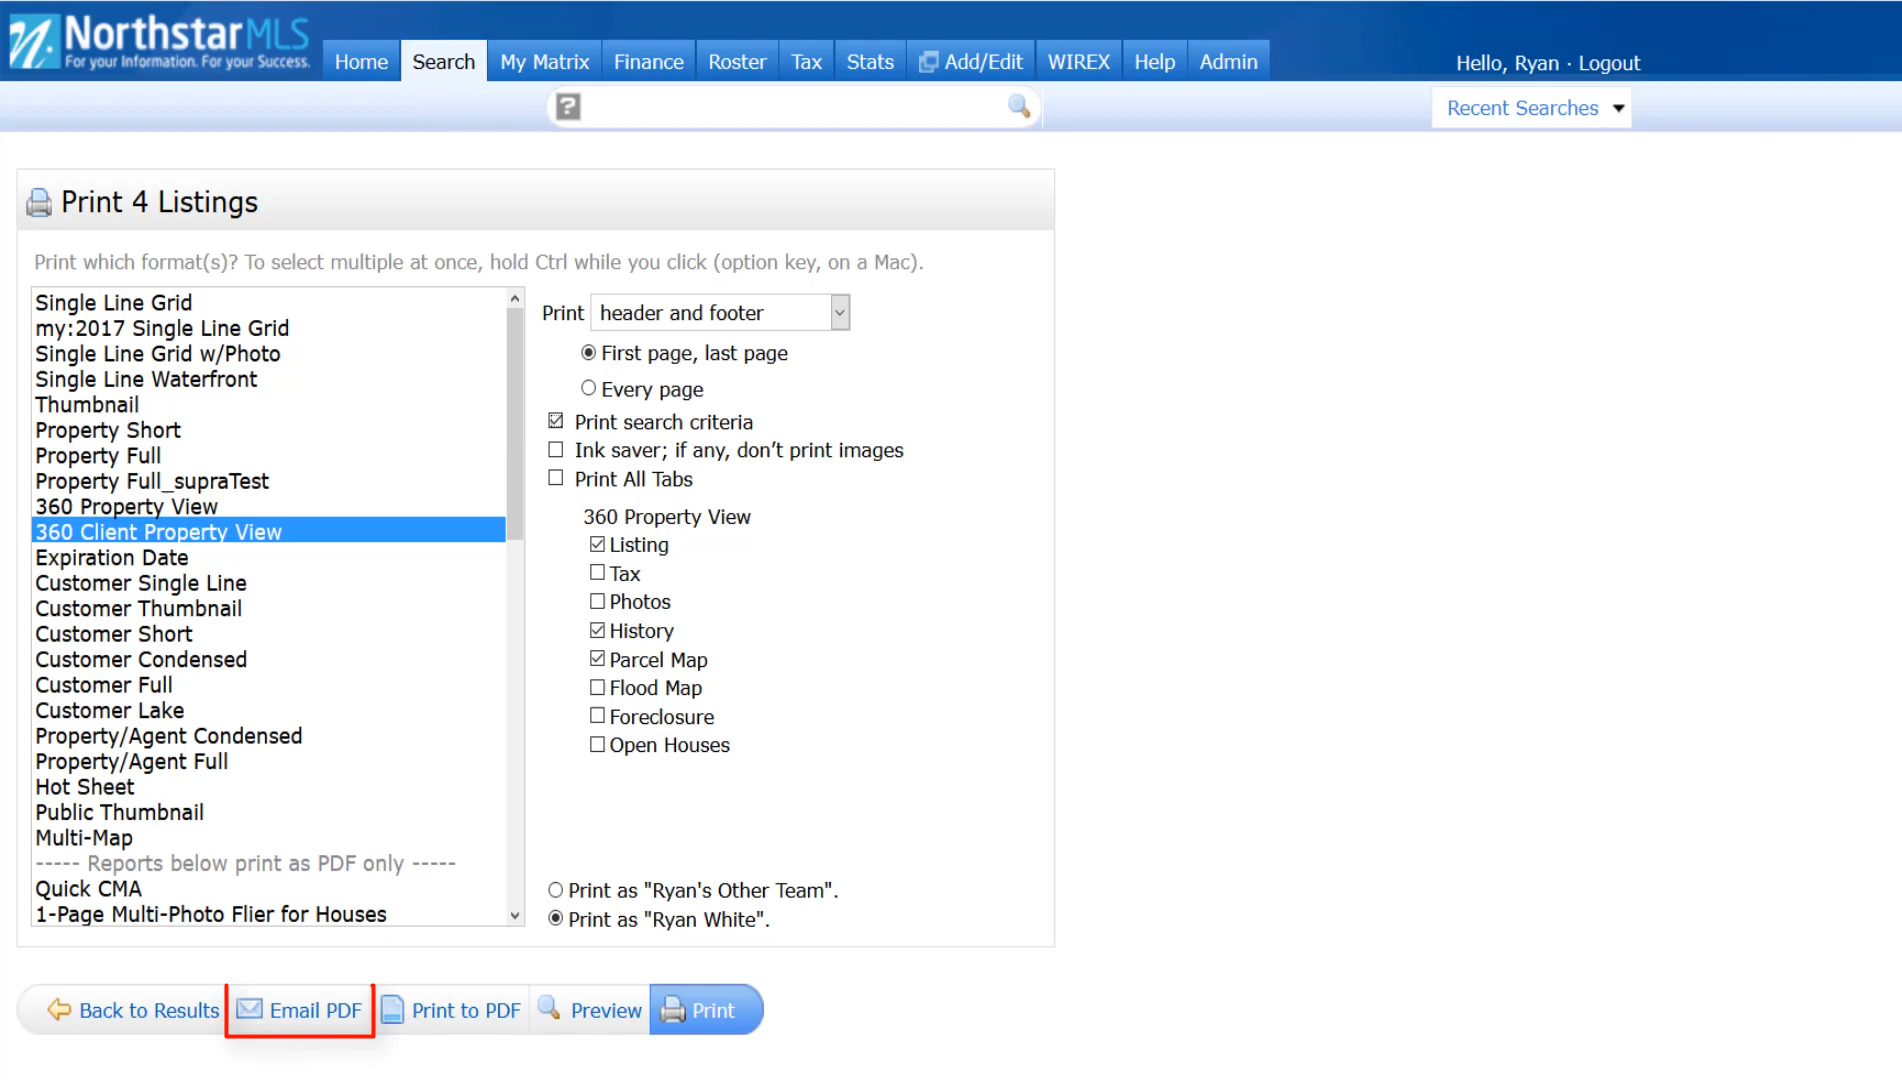 NorthstarMLS
For your Information. For your Success.
Home Search My Matrix Finance Roster Tax Stats Add/Edit WIREX Help Admin
Hello, Ryan · Logout
?
Recent Searches
Print 4 Listings
Print which format(s)? To select multiple at once, hold Ctrl while you click (option key, on a Mac).
Single Line Grid
my:2017 Single Line Grid
Single Line Grid w/Photo
Single Line Waterfront
Thumbnail
Property Short
Property Full
Property Full_supraTest
360 Property View
360 Client Property View
Expiration Date
Customer Single Line
Customer Thumbnail
Customer Short
Customer Condensed
Customer Full
Customer Lake
Property/Agent Condensed
Property/Agent Full
Hot Sheet
Public Thumbnail
Multi-Map
----- Reports below print as PDF only -----
Quick CMA
1-Page Multi-Photo Flier for Houses
Print header and footer
First page, last page
Every page
Print search criteria
Ink saver; if any, don’t print images
Print All Tabs
360 Property View
Listing
Tax
Photos
History
Parcel Map
Flood Map
Foreclosure
Open Houses
Print as "Ryan's Other Team".
Print as "Ryan White".
Back to Results Email PDF Print to PDF Preview Print